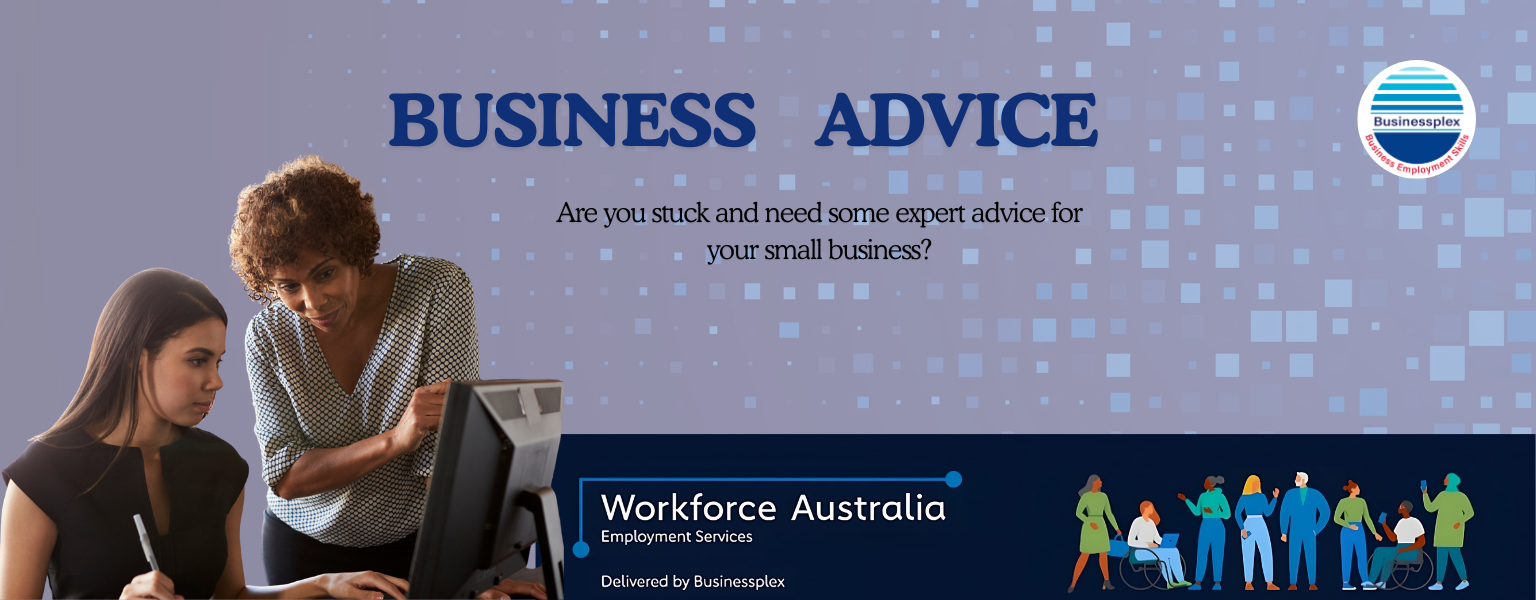 BUSINESS ADVICE
Businessplex
Business Employment Skills
Are you stuck and need some expert advice for
your small business?
Workforce Australia
Employment Services
Delivered by Businessplex